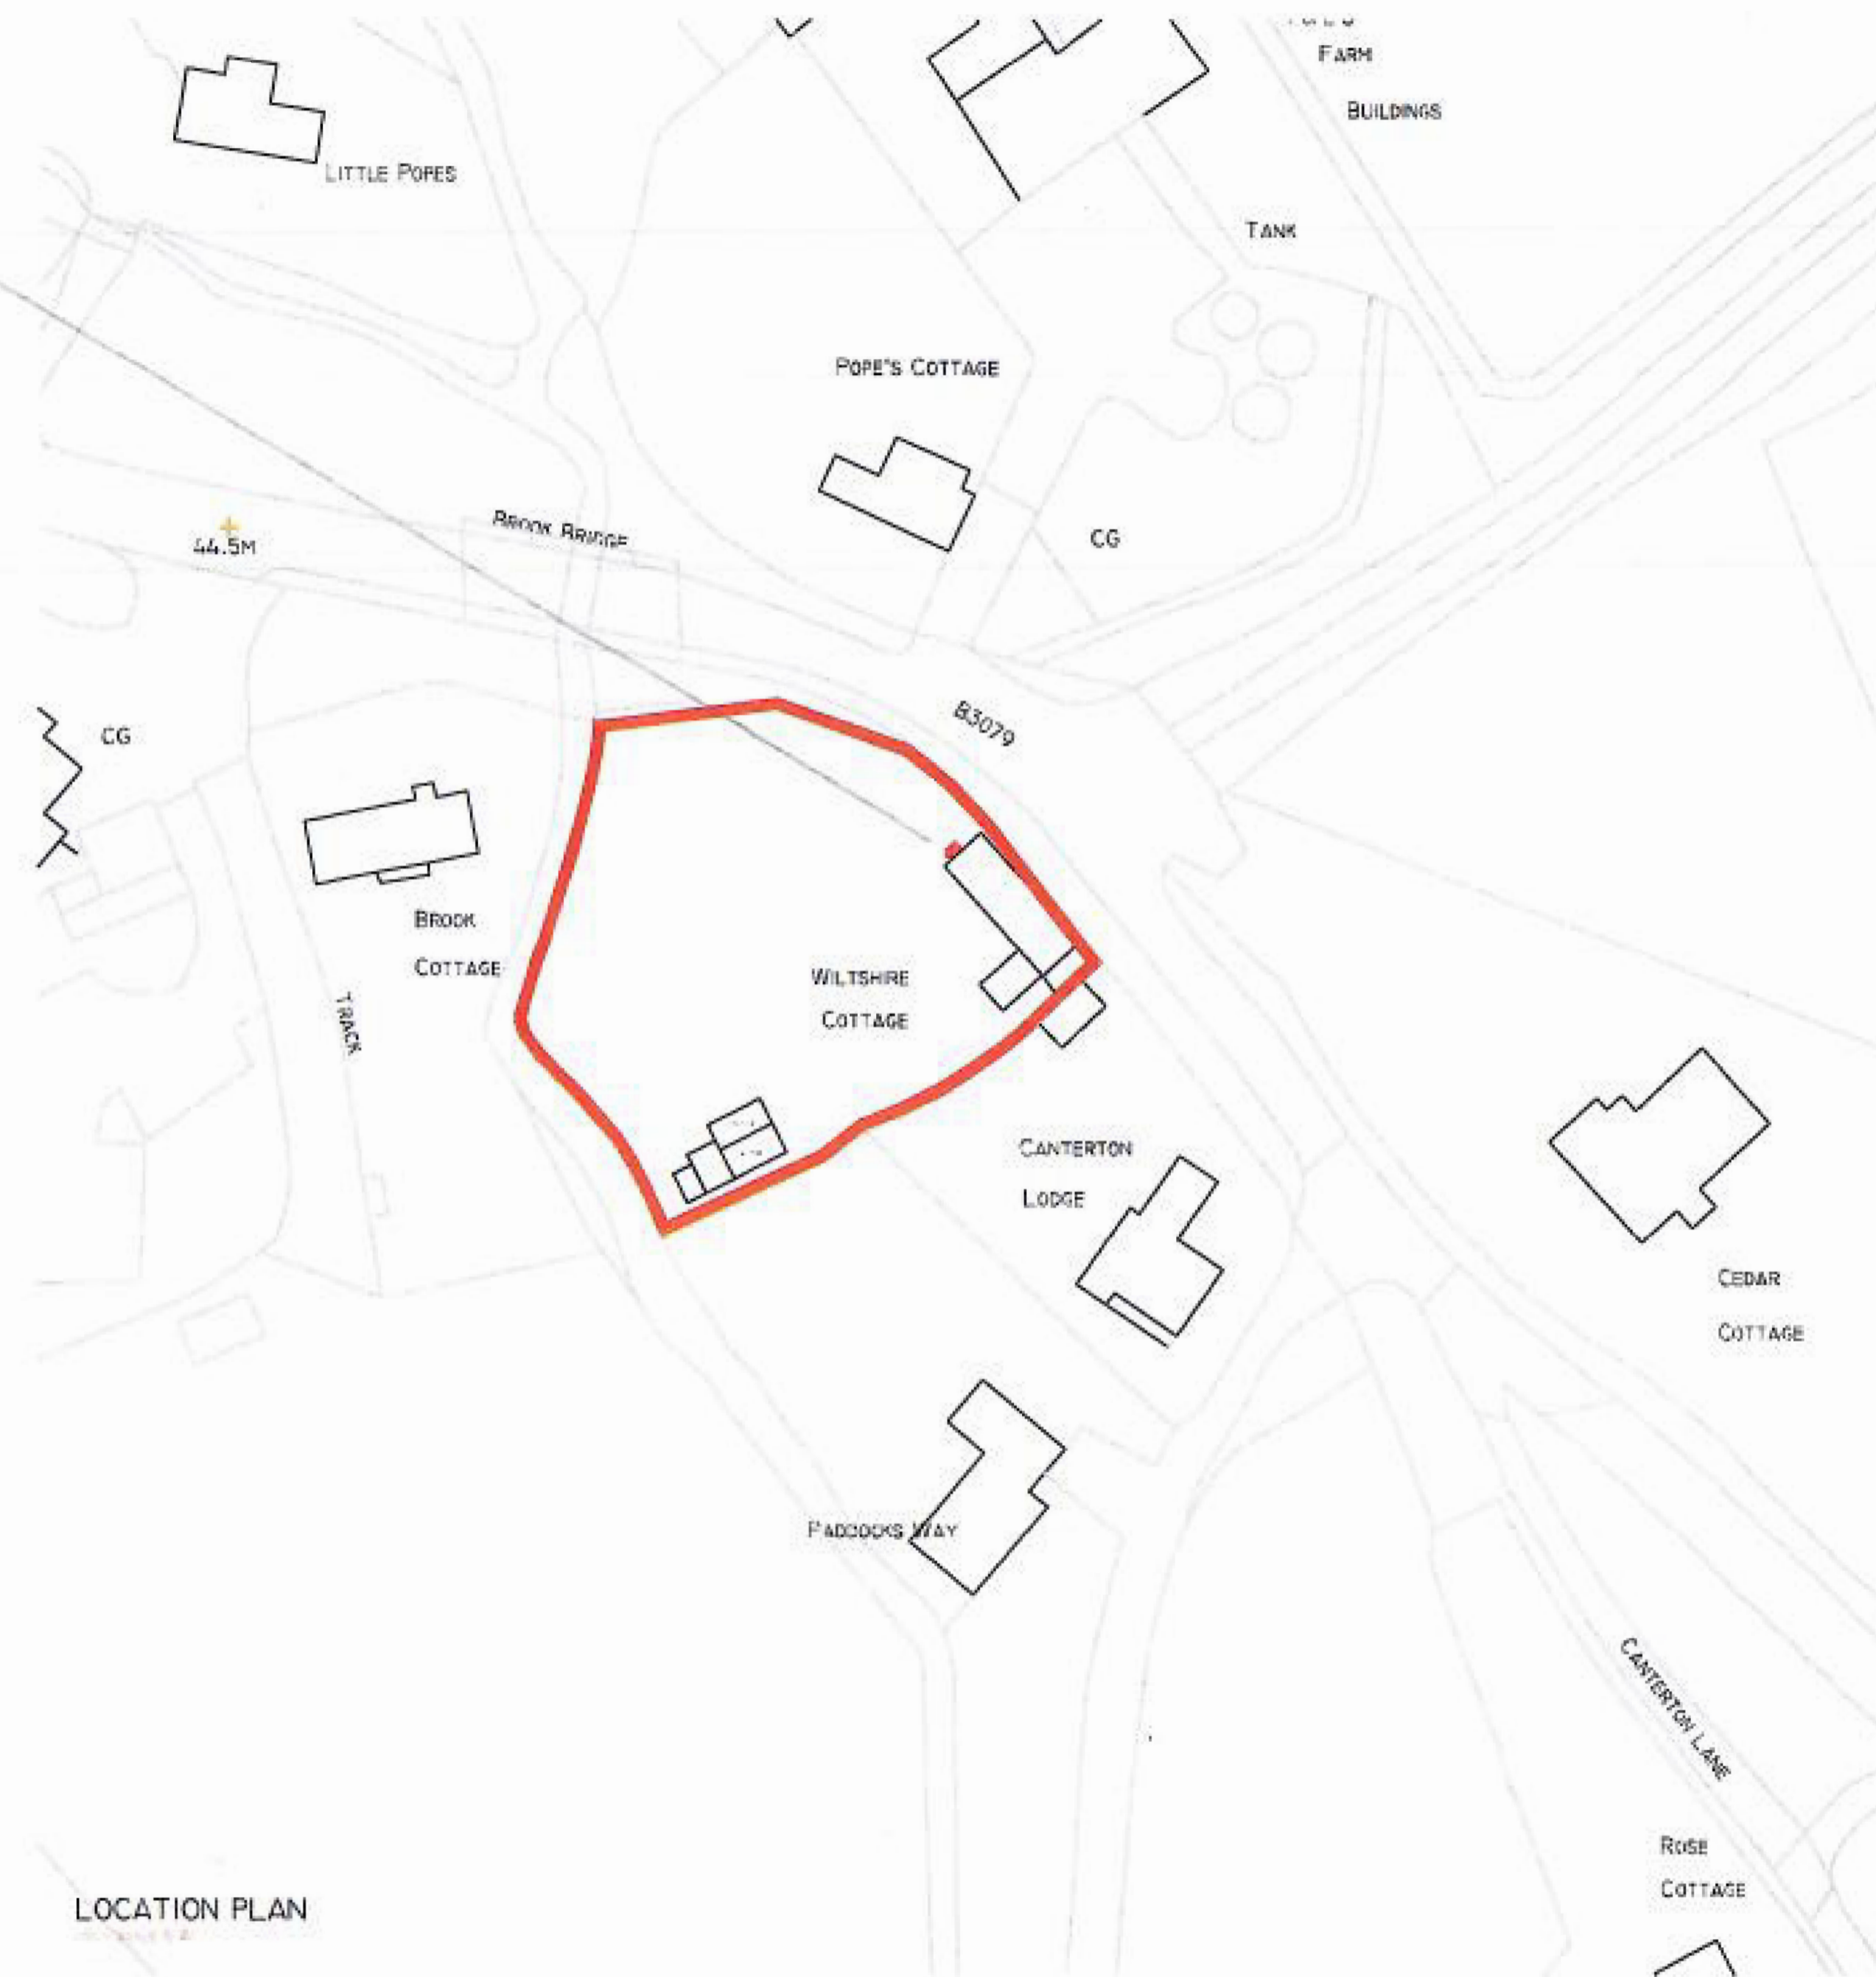 FARM
BUILDINGS
LITTLE POPES
TANK
POPE'S COTTAGE
BROOK BRIDGE
44.5M
CG
B3079
CG
BROOK
COTTAGE
WILTSHIRE
COTTAGE
TRACK
CANTERTON
LODGE
CEDAR
COTTAGE
PADDOCKS WAY
CANTERTON LANE
ROSE
COTTAGE
LOCATION PLAN